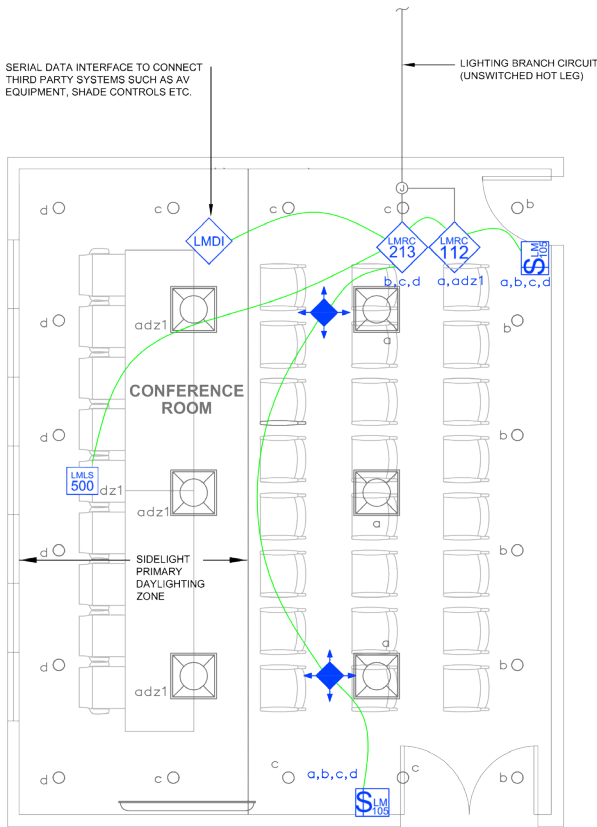 SERIAL DATA INTERFACE TO CONNECT
THIRD PARTY SYSTEMS SUCH AS AV
EQUIPMENT, SHADE CONTROLS ETC.
LIGHTING BRANCH CIRCUIT
(UNSWITCHED HOT LEG)
J
d
c
c
b
LMDI
LMRC
213
LMRC
112
$ LM
105
b,c,d
a,adz1
a,b,c,d
d
adz1
a
b
CONFERENCE
ROOM
d
b
LMLS
500
dz1
adz1
a
d
b
SIDELIGHT
PRIMARY
DAYLIGHTING
ZONE
a
d
adz1
b
d
c
c
a,b,c,d
c
b
$ LM
105